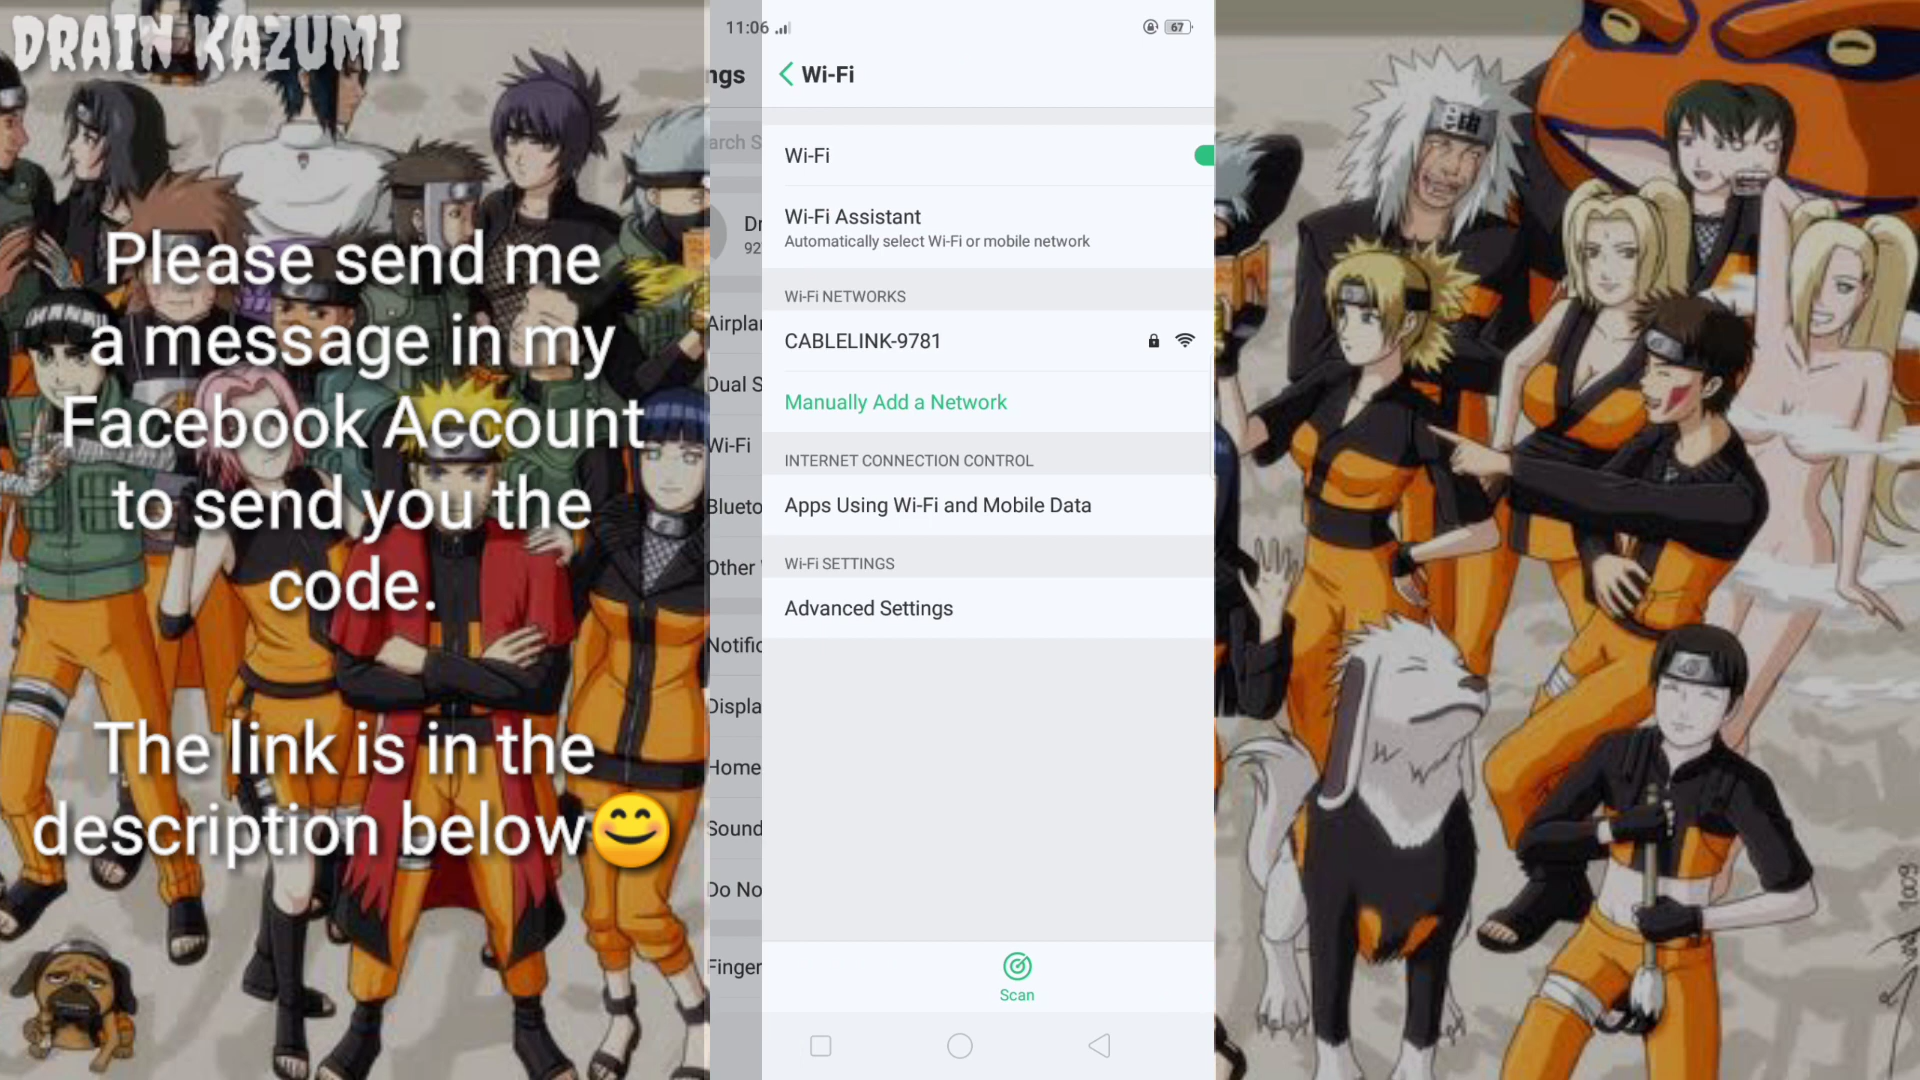 DRAIN KAZUMI
Please send me
a message in my
Facebook Account
to send you the
code.
The link is in the
description below😊
11:06
67
ngs
Wi-Fi
arch S
Wi-Fi
Dr
92
Wi-Fi Assistant
Automatically select Wi-Fi or mobile network
Wi-Fi NETWORKS
Airplar
CABLELINK-9781
Dual S
Manually Add a Network
Wi-Fi
INTERNET CONNECTION CONTROL
Blueto
Apps Using Wi-Fi and Mobile Data
Other
Wi-Fi SETTINGS
Advanced Settings
Notific
Displa
Home
Sound
Do No
Finger
Scan